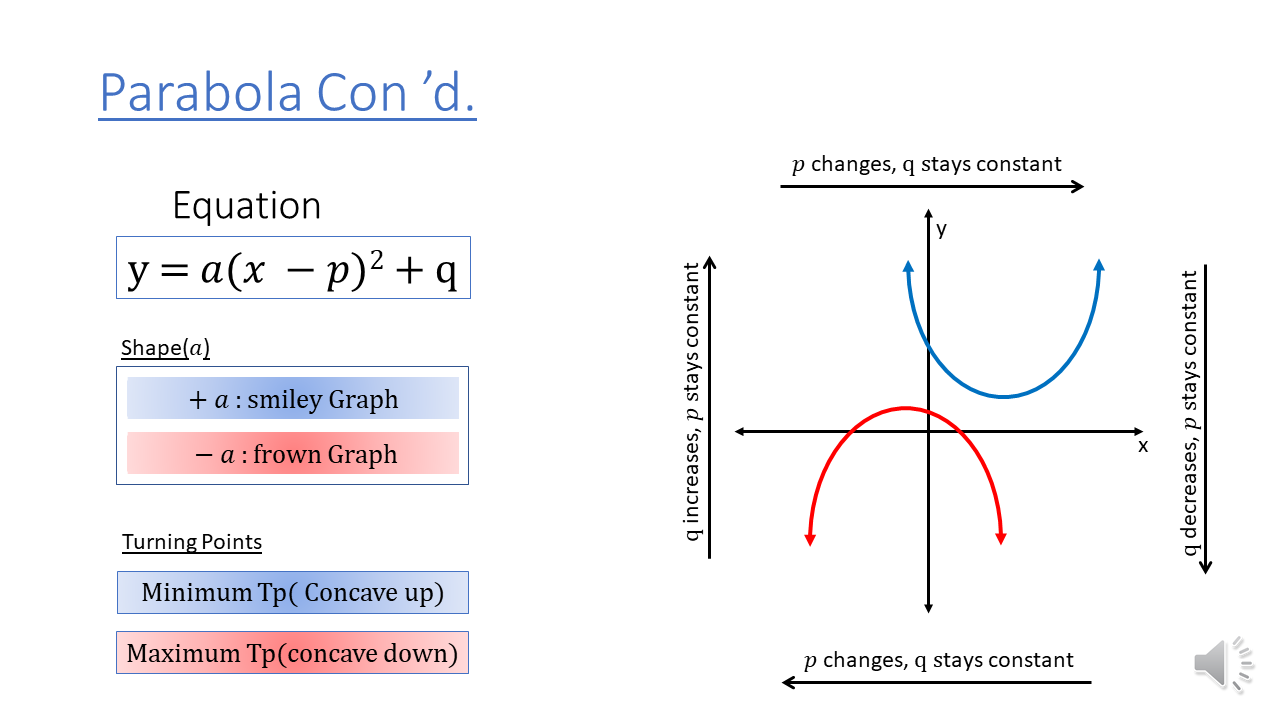 Parabola Con ’d.
Equation
y = a(x − p)² + q
Shape(a)
+ a : smiley Graph
− a : frown Graph
Turning Points
Minimum Tp( Concave up)
Maximum Tp(concave down)
p changes, q stays constant
q increases, p stays constant
y
x
q decreases, p stays constant
p changes, q stays constant